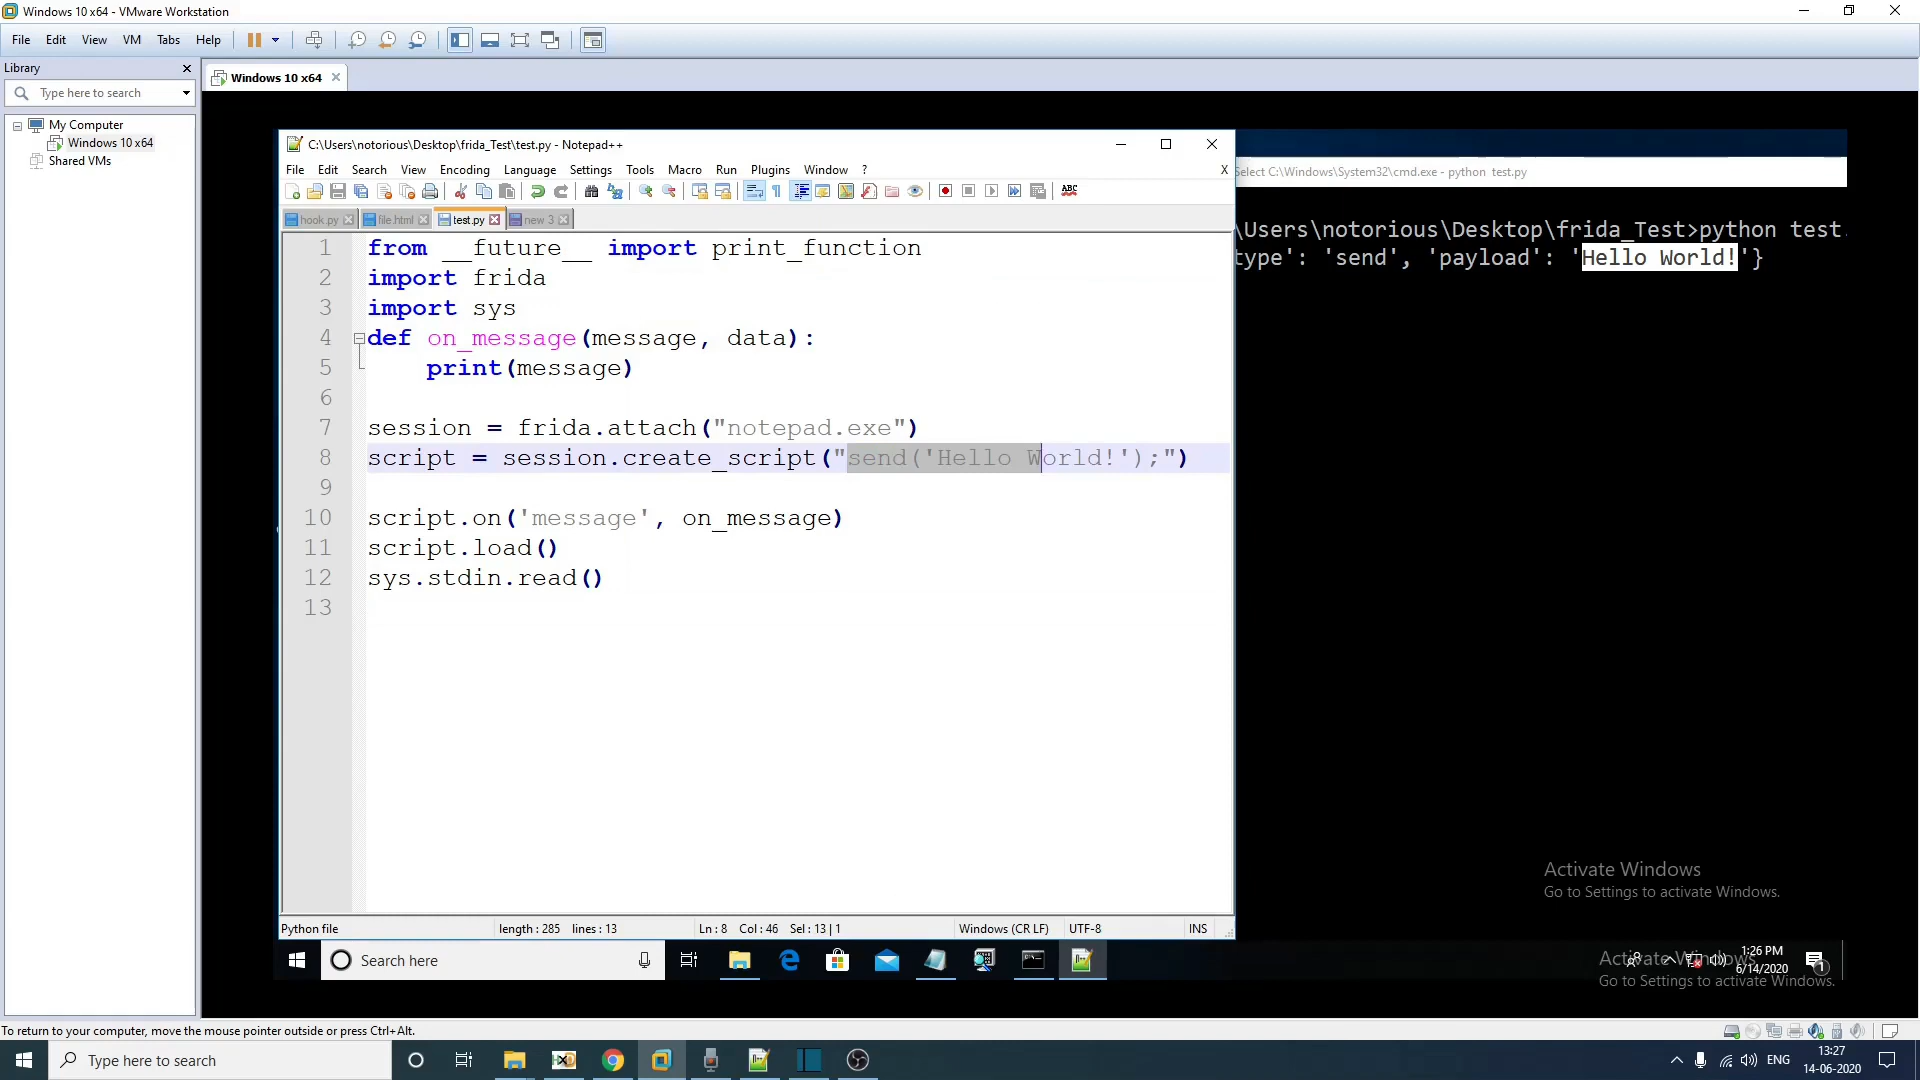 Windows 10 x64 - VMware Workstation
File Edit View VM Tabs Help
Library
Type here to search
My Computer
Windows 10 x64
Shared VMs
Windows 10 x64
C:\Users\notorious\Desktop\frida_Test\test.py - Notepad++
File Edit Search View Encoding Language Settings Tools Macro Run Plugins Window ? X
ABC
hook.py file.html test.py new 3
1 from __future__ import print_function
2 import frida
3 import sys
4 def on_message(message, data):
5 print(message)
6
7 session = frida.attach("notepad.exe")
8 script = session.create_script("send('Hello World!');")
9
10 script.on('message', on_message)
11 script.load()
12 sys.stdin.read()
13
Python file length : 285 lines : 13 Ln : 8 Col : 46 Sel : 13 | 1 Windows (CR LF) UTF-8 INS
Select C:\Windows\System32\cmd.exe - python test.py
\Users\notorious\Desktop\frida_Test>python test.
type': 'send', 'payload': 'Hello World!'}
Activate Windows
Go to Settings to activate Windows.
Search here
1:26 PM
6/14/2020
1
Activate Windows
Go to Settings to activate Windows.
To return to your computer, move the mouse pointer outside or press Ctrl+Alt.
Type here to search
ENG
13:27
14-06-2020